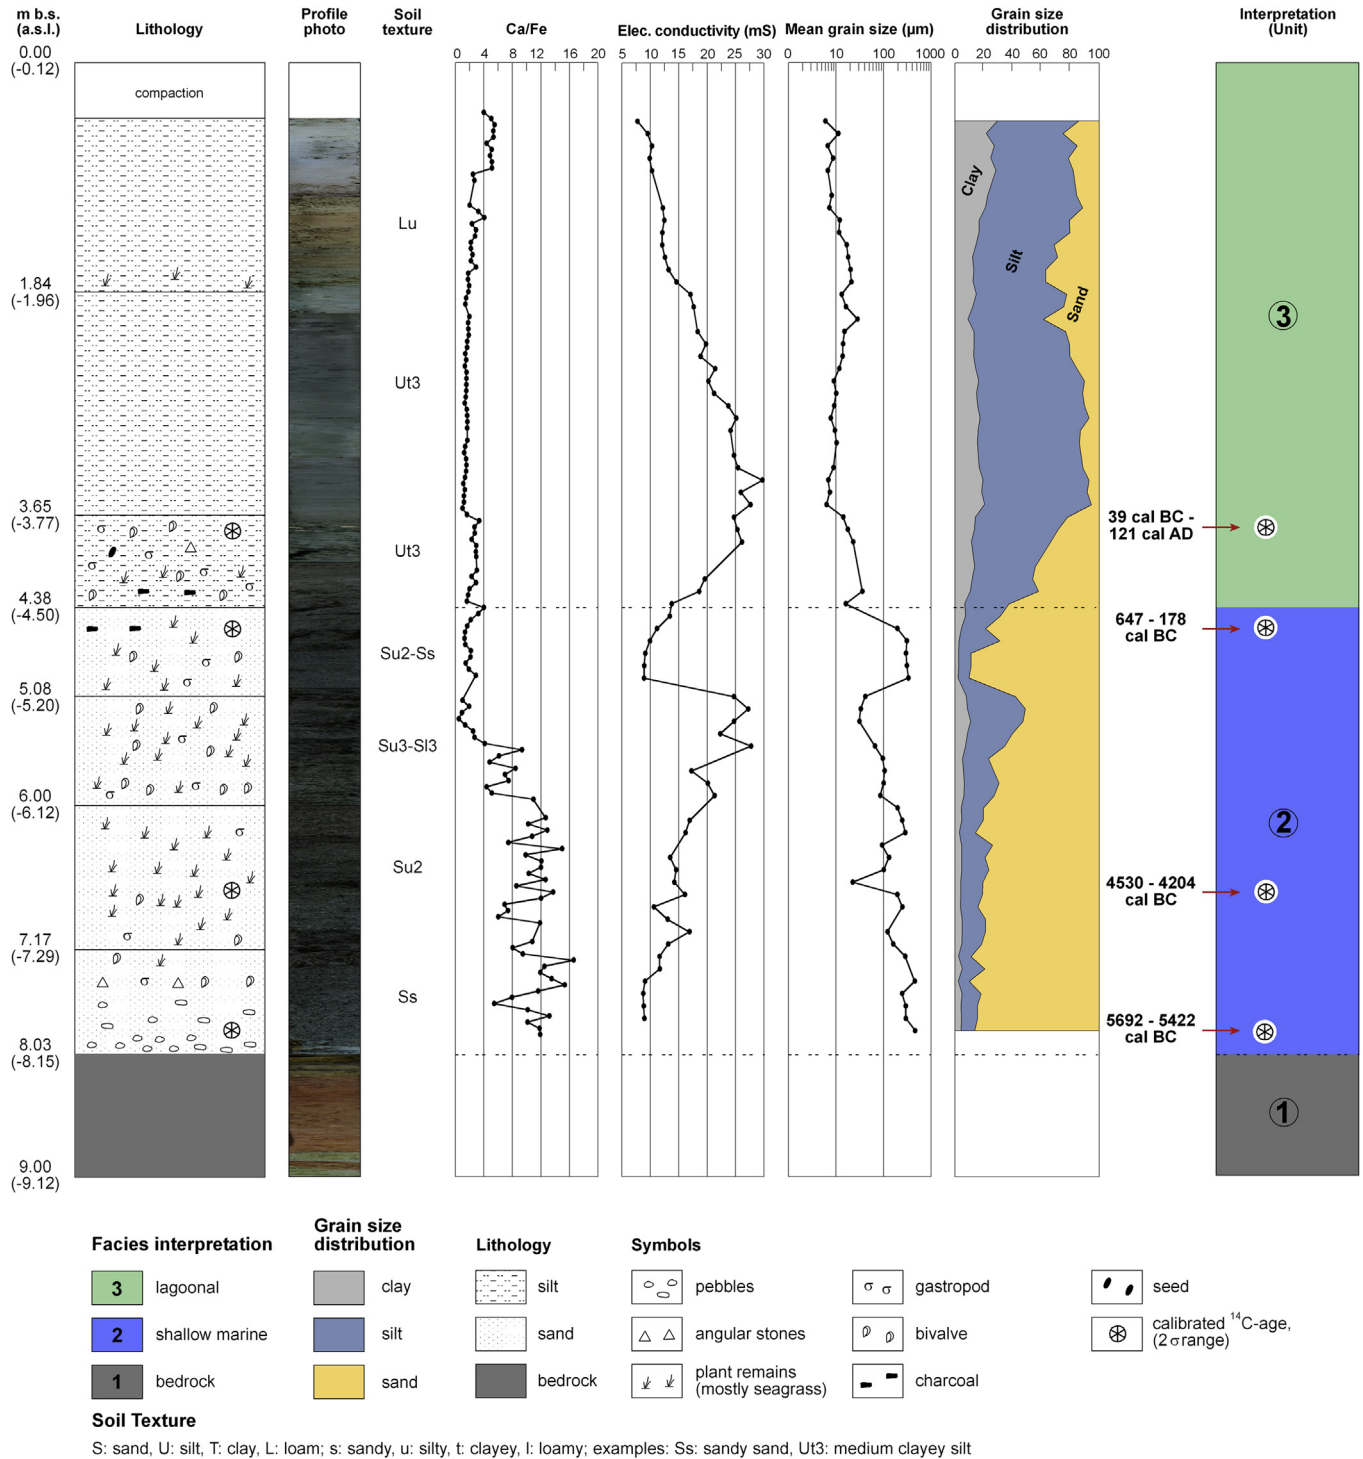 m b.s.
(a.s.l.)
Lithology
Profile
photo
Soil
texture
Ca/Fe
Elec. conductivity (mS)
Mean grain size (µm)
Grain size
distribution
Interpretation
(Unit)
0 4 8 12 16 20
5 10 15 20 25 30
0 10 100 1000
0 20 40 60 80 100
0.00
(-0.12)
compaction
Clay
Silt
Sand
Lu
1.84
(-1.96)
3
Ut3
3.65
(-3.77)
39 cal BC -
121 cal AD
Ut3
4.38
(-4.50)
647 - 178
cal BC
Su2-Ss
5.08
(-5.20)
Su3-Sl3
6.00
(-6.12)
2
Su2
4530 - 4204
cal BC
7.17
(-7.29)
Ss
5692 - 5422
cal BC
8.03
(-8.15)
1
9.00
(-9.12)
Facies interpretation
3 lagoonal
2 shallow marine
1 bedrock
Grain size
distribution
clay
silt
sand
Lithology
silt
sand
bedrock
Symbols
pebbles
angular stones
plant remains
(mostly seagrass)
gastropod
bivalve
charcoal
seed
calibrated 14C-age,
(2σrange)
Soil Texture
S: sand, U: silt, T: clay, L: loam; s: sandy, u: silty, t: clayey, l: loamy; examples: Ss: sandy sand, Ut3: medium clayey silt